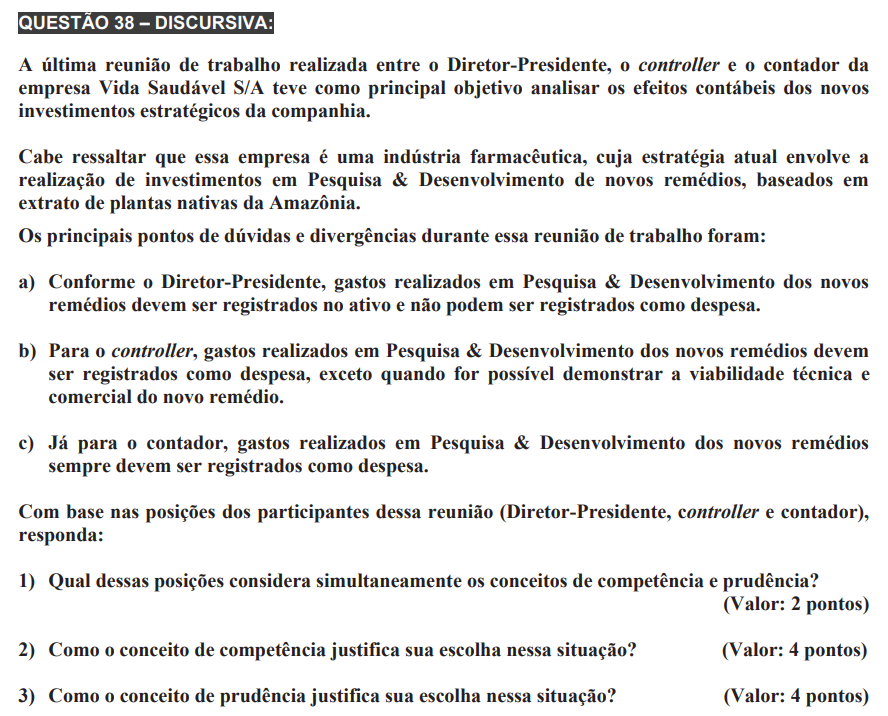 QUESTÃO 38 – DISCURSIVA:
A última reunião de trabalho realizada entre o Diretor-Presidente, o controller e o contador da
empresa Vida Saudável S/A teve como principal objetivo analisar os efeitos contábeis dos novos
investimentos estratégicos da companhia.
Cabe ressaltar que essa empresa é uma indústria farmacêutica, cuja estratégia atual envolve a
realização de investimentos em Pesquisa & Desenvolvimento de novos remédios, baseados em
extrato de plantas nativas da Amazônia.
Os principais pontos de dúvidas e divergências durante essa reunião de trabalho foram:
a) Conforme o Diretor-Presidente, gastos realizados em Pesquisa & Desenvolvimento dos novos
remédios devem ser registrados no ativo e não podem ser registrados como despesa.
b) Para o controller, gastos realizados em Pesquisa & Desenvolvimento dos novos remédios devem
ser registrados como despesa, exceto quando for possível demonstrar a viabilidade técnica e
comercial do novo remédio.
c) Já para o contador, gastos realizados em Pesquisa & Desenvolvimento dos novos remédios
sempre devem ser registrados como despesa.
Com base nas posições dos participantes dessa reunião (Diretor-Presidente, controller e contador),
responda:
1) Qual dessas posições considera simultaneamente os conceitos de competência e prudência?
(Valor: 2 pontos)
2) Como o conceito de competência justifica sua escolha nessa situação? (Valor: 4 pontos)
3) Como o conceito de prudência justifica sua escolha nessa situação? (Valor: 4 pontos)